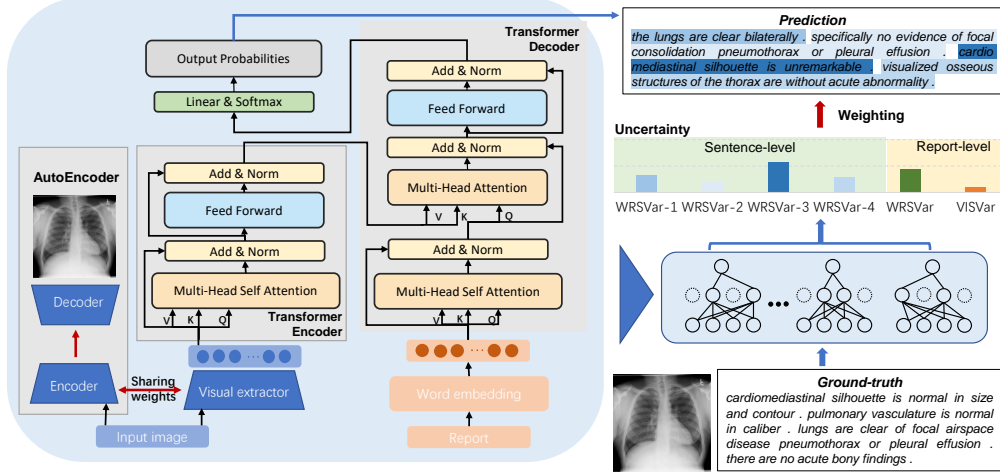 Transformer
Decoder
Output Probabilities
Linear & Softmax
Add & Norm
Feed Forward
Add & Norm
Multi-Head Attention
V
K
Q
Add & Norm
Multi-Head Self Attention
V
K
Q
AutoEncoder
Decoder
Encoder
Add & Norm
Feed Forward
Add & Norm
Multi-Head Self Attention
V
K
Q
Transformer
Encoder
Sharing
weights
Visual extractor
Input image
Word embedding
Report
Prediction
the lungs are clear bilaterally . specifically no evidence of focal
consolidation pneumothorax or pleural effusion . cardio
mediastinal silhouette is unremarkable . visualized osseous
structures of the thorax are without acute abnormality .
Weighting
Uncertainty
Sentence-level
Report-level
WRSVar-1
WRSVar-2
WRSVar-3
WRSVar-4
WRSVar
VISVar
Ground-truth
cardiomediastinal silhouette is normal in size
and contour . pulmonary vasculature is normal
in caliber . lungs are clear of focal airspace
disease pneumothorax or pleural effusion .
there are no acute bony findings .